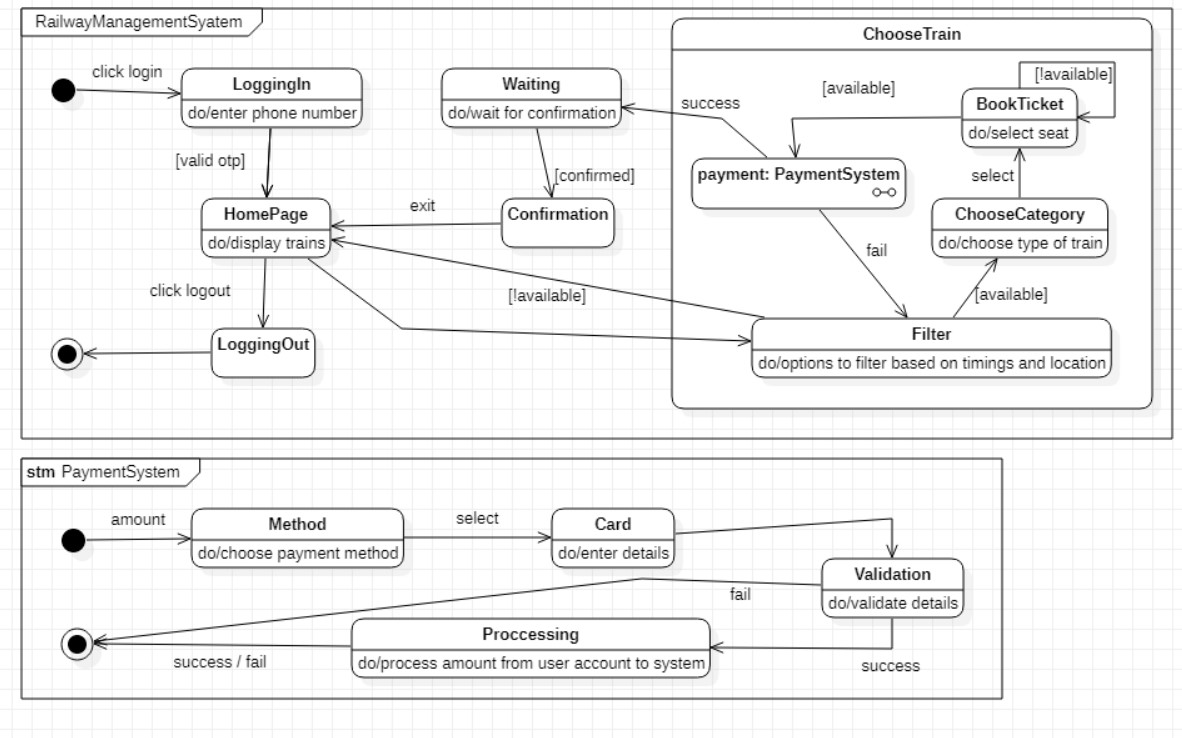 RailwayManagementSyatem
ChooseTrain
click login
LoggingIn
do/enter phone number
Waiting
do/wait for confirmation
success
[available]
[!available]
BookTicket
do/select seat
[valid otp]
[confirmed]
payment: PaymentSystem
select
HomePage
do/display trains
exit
Confirmation
ChooseCategory
do/choose type of train
fail
click logout
[!available]
[available]
LoggingOut
Filter
do/options to filter based on timings and location
stm PaymentSystem
amount
Method
do/choose payment method
select
Card
do/enter details
Validation
do/validate details
fail
Proccessing
do/process amount from user account to system
success / fail
success